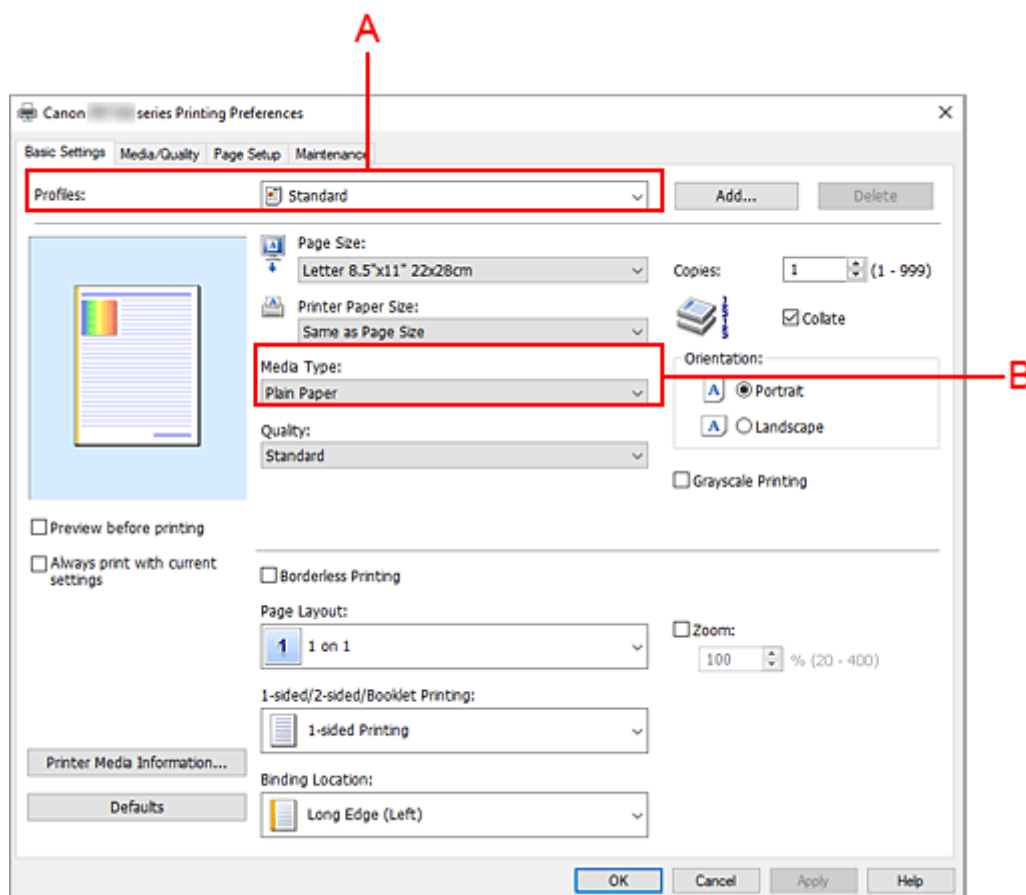 A
Canon series Printing Preferences
Basic Settings Media/Quality Page Setup Maintenance
Profiles: Standard Add... Delete
Page Size:
Letter 8.5"x11" 22x28cm
Copies: 1 (1 - 999)
Printer Paper Size:
Same as Page Size
Collate
Media Type:
Plain Paper
Orientation:
Portrait
Landscape
B
Quality:
Standard
Grayscale Printing
Preview before printing
Always print with current
settings
Borderless Printing
Page Layout:
1 1 on 1
Zoom:
100 % (20 - 400)
1-sided/2-sided/Booklet Printing:
1-sided Printing
Printer Media Information...
Defaults
Binding Location:
Long Edge (Left)
OK Cancel Apply Help